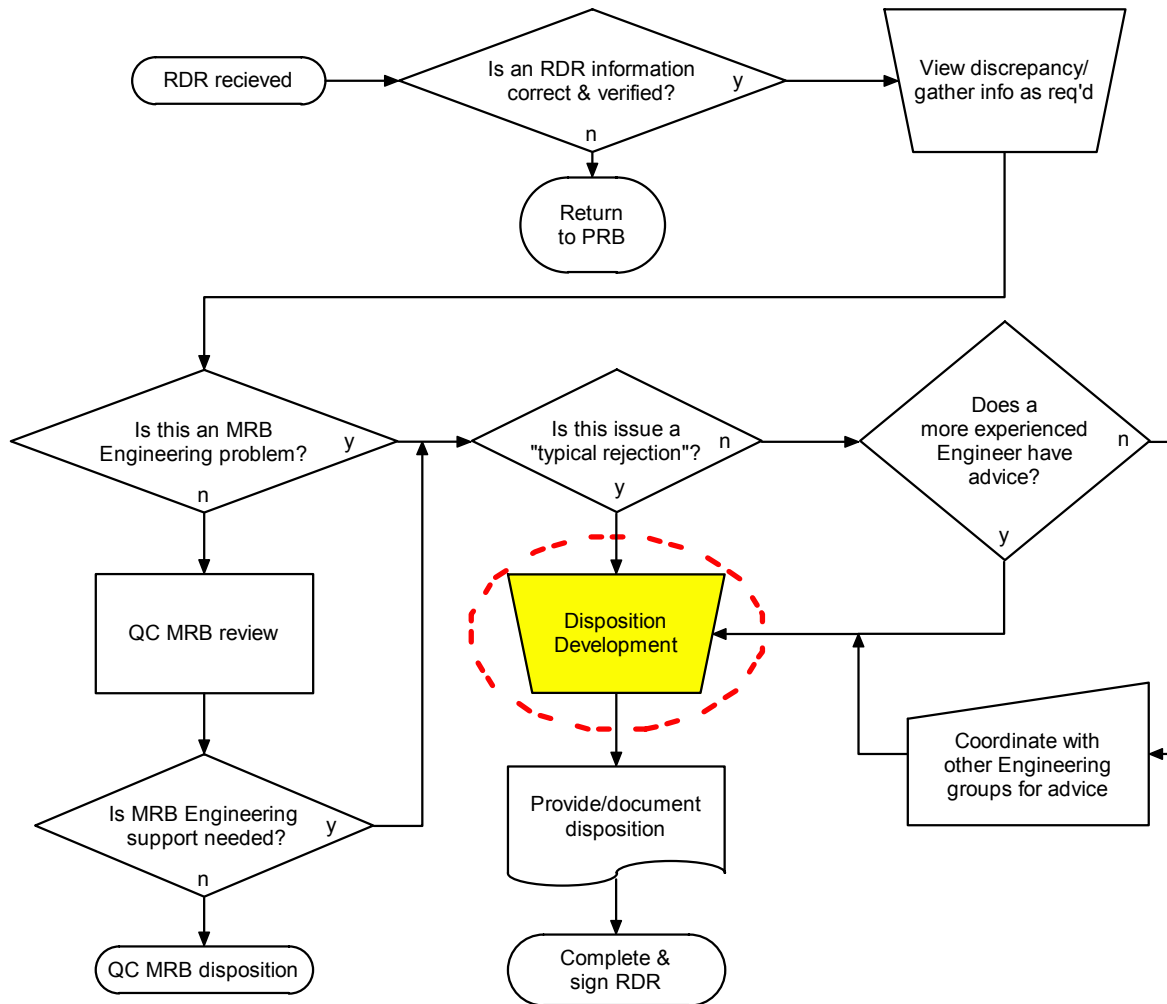 RDR recieved
Is an RDR information
correct & verified?
y
n
View discrepancy/
gather info as req'd
Return
to PRB
Is this an MRB
Engineering problem?
y
n
Is this issue a
"typical rejection"?
n
y
Does a
more experienced
Engineer have
advice?
n
y
QC MRB review
Disposition
Development
Coordinate with
other Engineering
groups for advice
Is MRB Engineering
support needed?
y
n
Provide/document
disposition
QC MRB disposition
Complete &
sign RDR